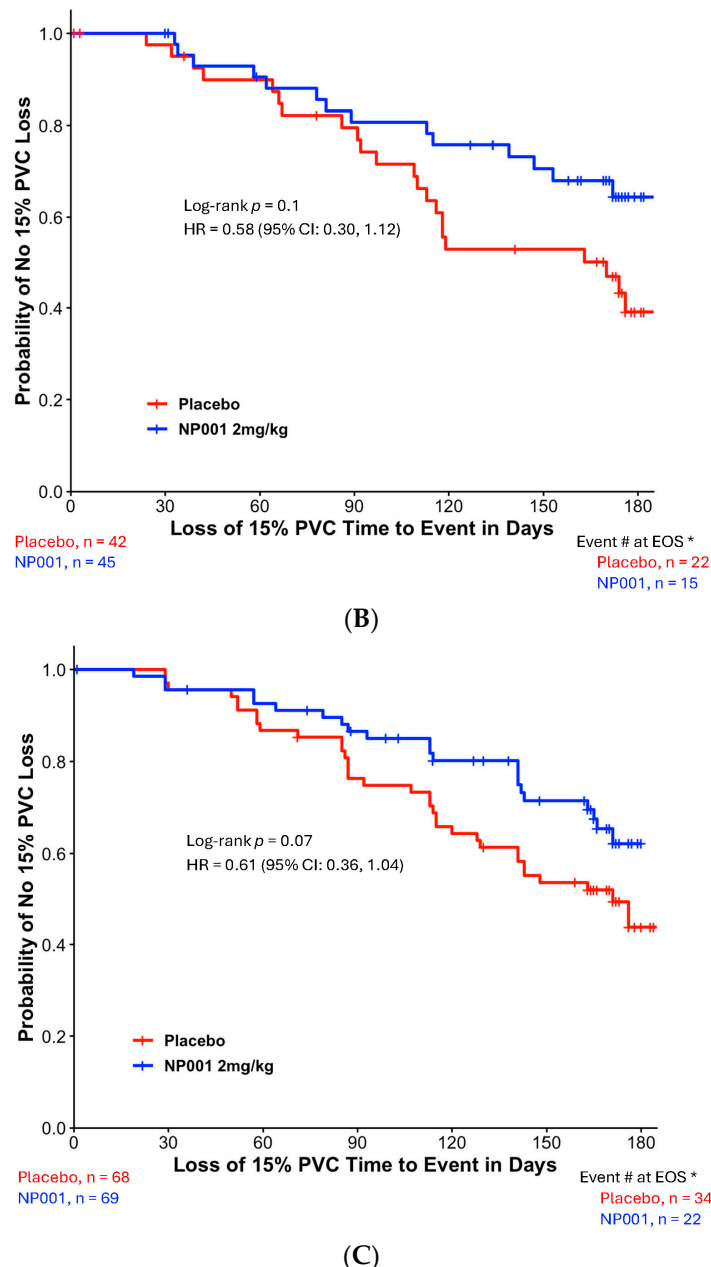 1.0
0.8
0.6
0.4
0.2
0.0
Probability of No 15% PVC Loss
Log-rank p = 0.1
HR = 0.58 (95% CI: 0.30, 1.12)
Placebo
NP001 2mg/kg
0 30 60 90 120 150 180
Loss of 15% PVC Time to Event in Days
Placebo, n = 42
NP001, n = 45
Event # at EOS *
Placebo, n = 22
NP001, n = 15
(B)
1.0
0.8
0.6
0.4
0.2
0.0
Probability of No 15% PVC Loss
Log-rank p = 0.07
HR = 0.61 (95% CI: 0.36, 1.04)
Placebo
NP001 2mg/kg
0 30 60 90 120 150 180
Loss of 15% PVC Time to Event in Days
Placebo, n = 68
NP001, n = 69
Event # at EOS *
Placebo, n = 34
NP001, n = 22
(C)